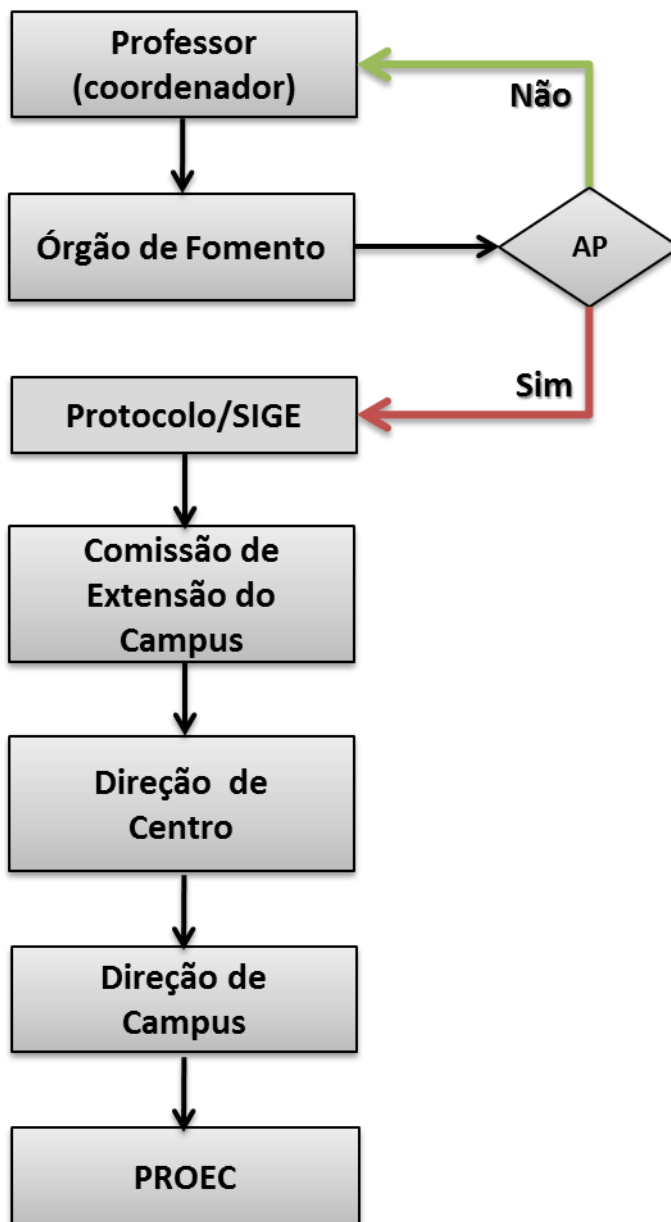 Professor
(coordenador)
Não
Órgão de Fomento
AP
Sim
Protocolo/SIGE
Comissão de
Extensão do
Campus
Direção de
Centro
Direção de
Campus
PROEC